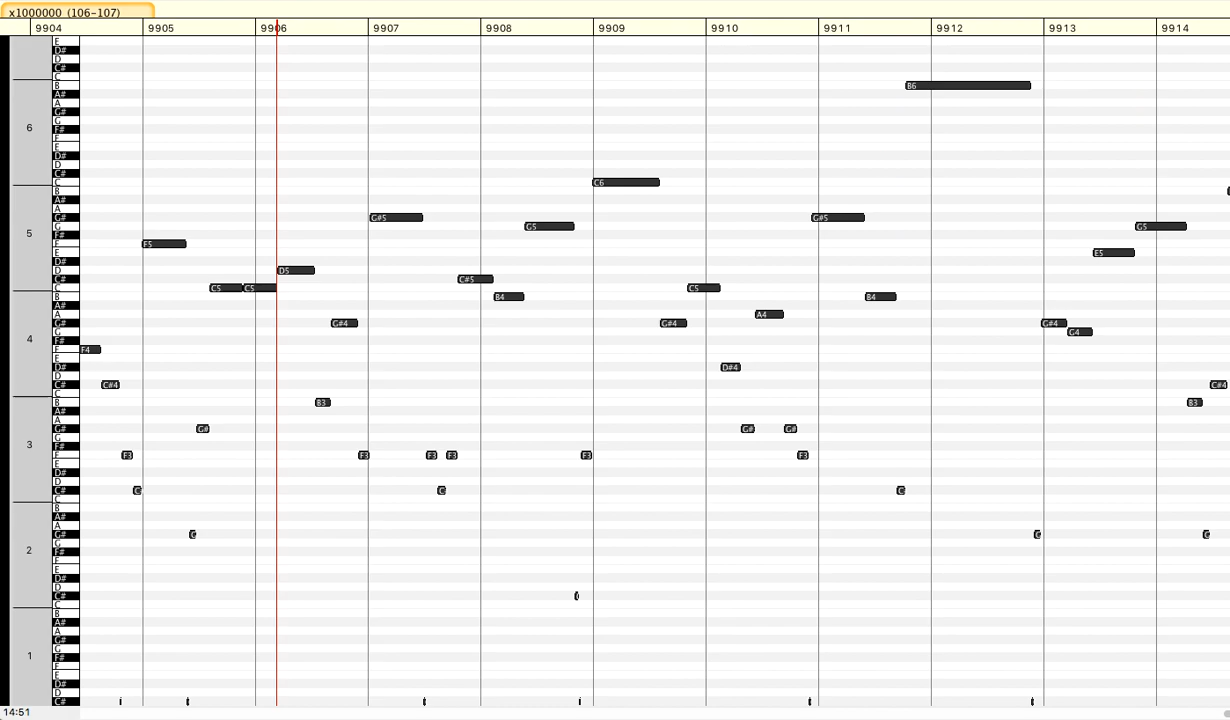 x1000000 (106-107)
9904 9905 9906 9907 9908 9909 9910 9911 9912 9913 9914
E
D#
D
C#
C
B B6
A#
A
G#
G
6 F#
F
E
D#
D
C#
C C6
B
A#
A
G# G#5 G#5
G G5 G5
5 F#
F F5
E E5
D#
D D5
C# C#5
C C5 C5 C5
B B4 B4
A#
A A4
G# G#4 G#4 G#4
G G4
4 F#
F F4
E
D# D#4
D
C# C#4 C#4
C
B B3 B3
A#
A
G# G# G# G#
G
3 F#
F F3 F3 F3 F3 F3 F3
E
D#
D
C# C C C
C
B
A#
A
G#
G
2 F#
F
E
D#
D
C#
C
B
A#
A
G#
G
1 F#
F
E
D#
D
C#
14:51